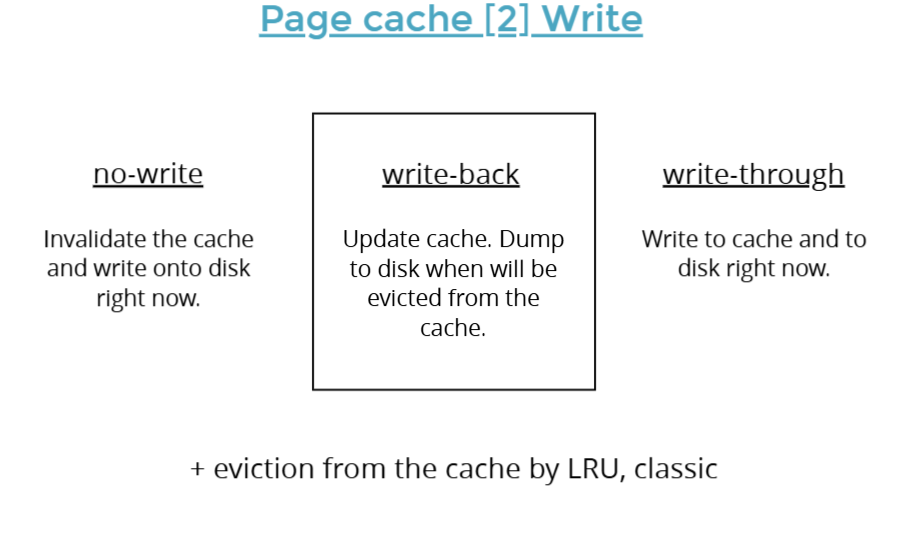 Page cache [2] Write
no-write
Invalidate the cache
and write onto disk
right now.
write-back
Update cache. Dump
to disk when will be
evicted from the
cache.
write-through
Write to cache and to
disk right now.
+ eviction from the cache by LRU, classic